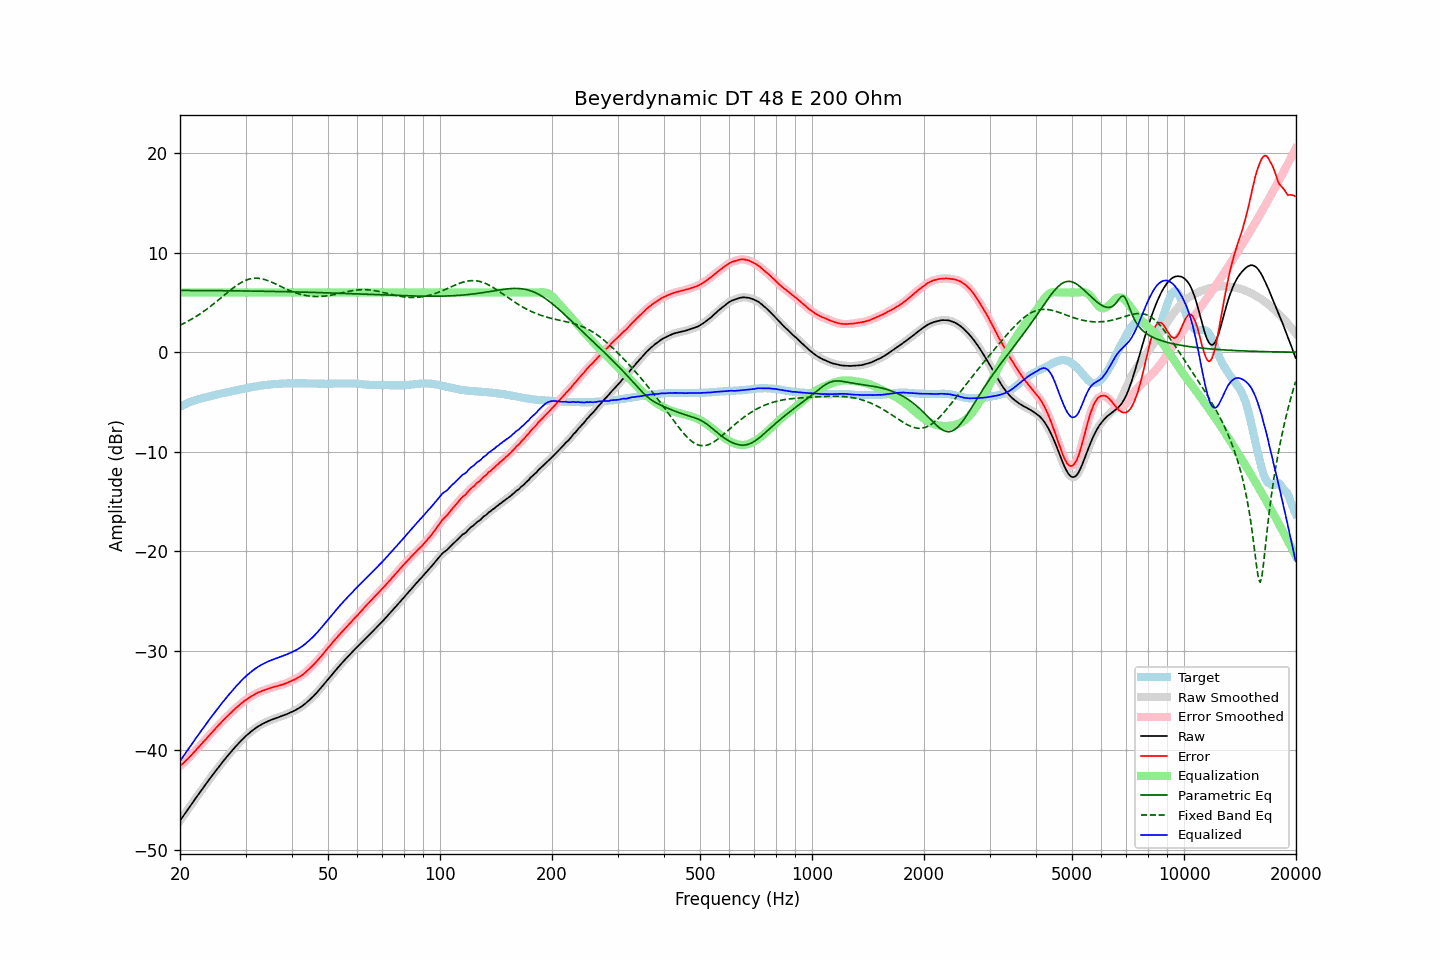 Beyerdynamic DT 48 E 200 Ohm
Amplitude (dBr)
20
10
0
−10
−20
−30
−40
−50
20 50 100 200 500 1000 2000 5000 10000 20000
Frequency (Hz)
Target
Raw Smoothed
Error Smoothed
Raw
Error
Equalization
Parametric Eq
Fixed Band Eq
Equalized